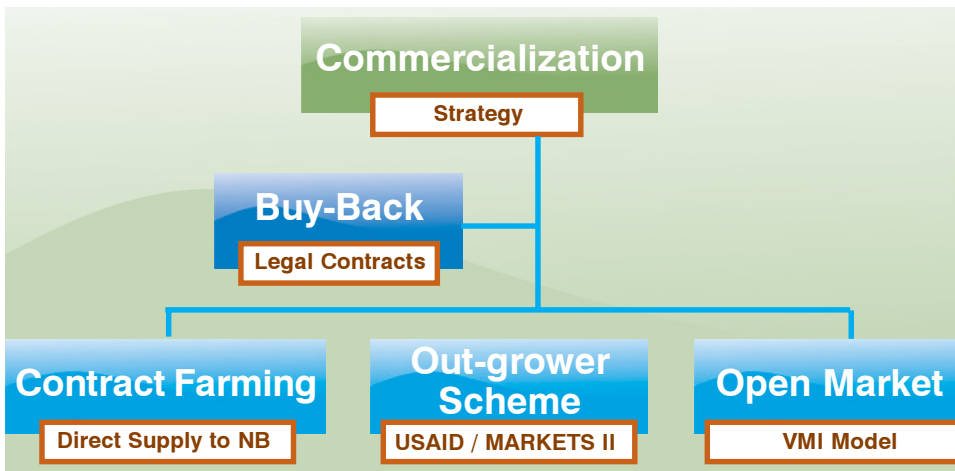 Commercialization
Strategy
Buy-Back
Legal Contracts
Contract Farming
Direct Supply to NB
Out-grower
Scheme
USAID / MARKETS II
Open Market
VMI Model